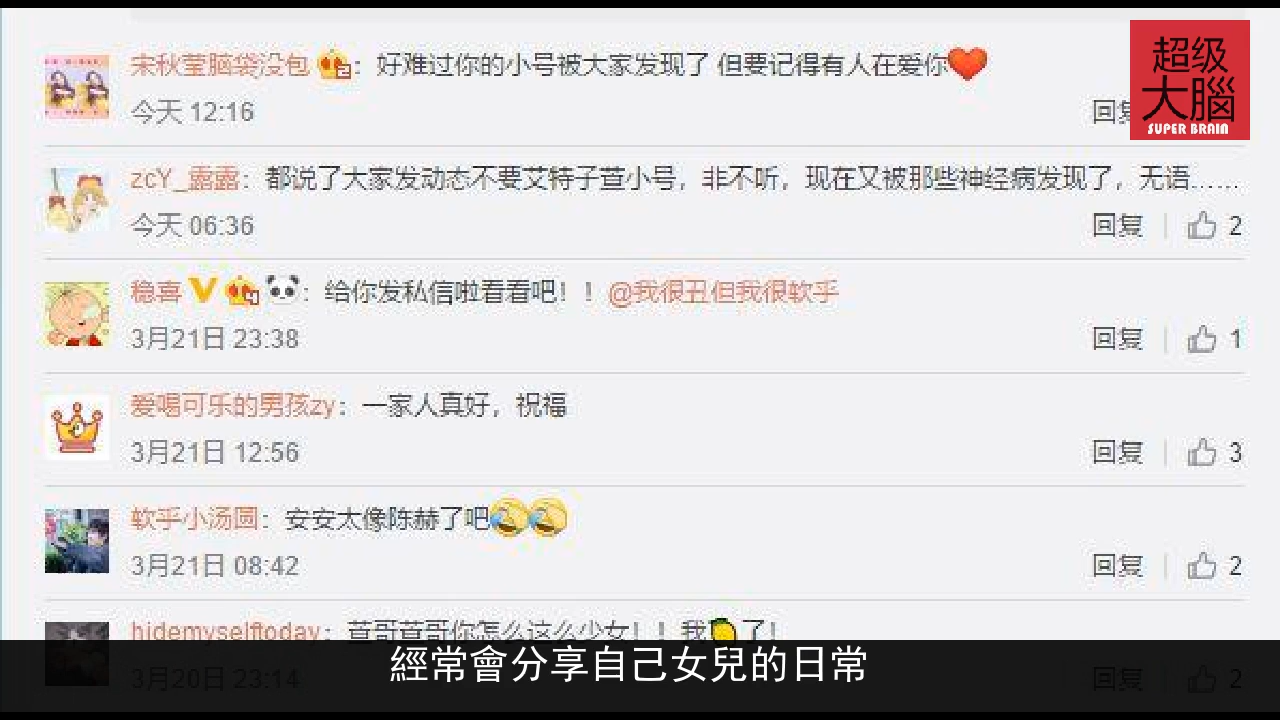 超级
大腦
SUPER BRAIN
宋秋莹脑袋没包：好难过你的小号被大家发现了 但要记得有人在爱你
今天 12:16 回复
zcY_露露：都说了大家发动态不要艾特子萱小号，非不听，现在又被那些神经病发现了，无语……
今天 06:36 回复 2
稳喜：给你发私信啦看看吧！！@我很丑但我很软乎
3月21日 23:38 回复 1
爱喝可乐的男孩zy：一家人真好，祝福
3月21日 12:56 回复 3
软乎小汤圆：安安太像陈赫了吧
3月21日 08:42 回复 2
hidemyselftoday：萱哥萱哥你怎么这么少女！！我了！
3月20日 23:14 回复 2
經常會分享自己女兒的日常